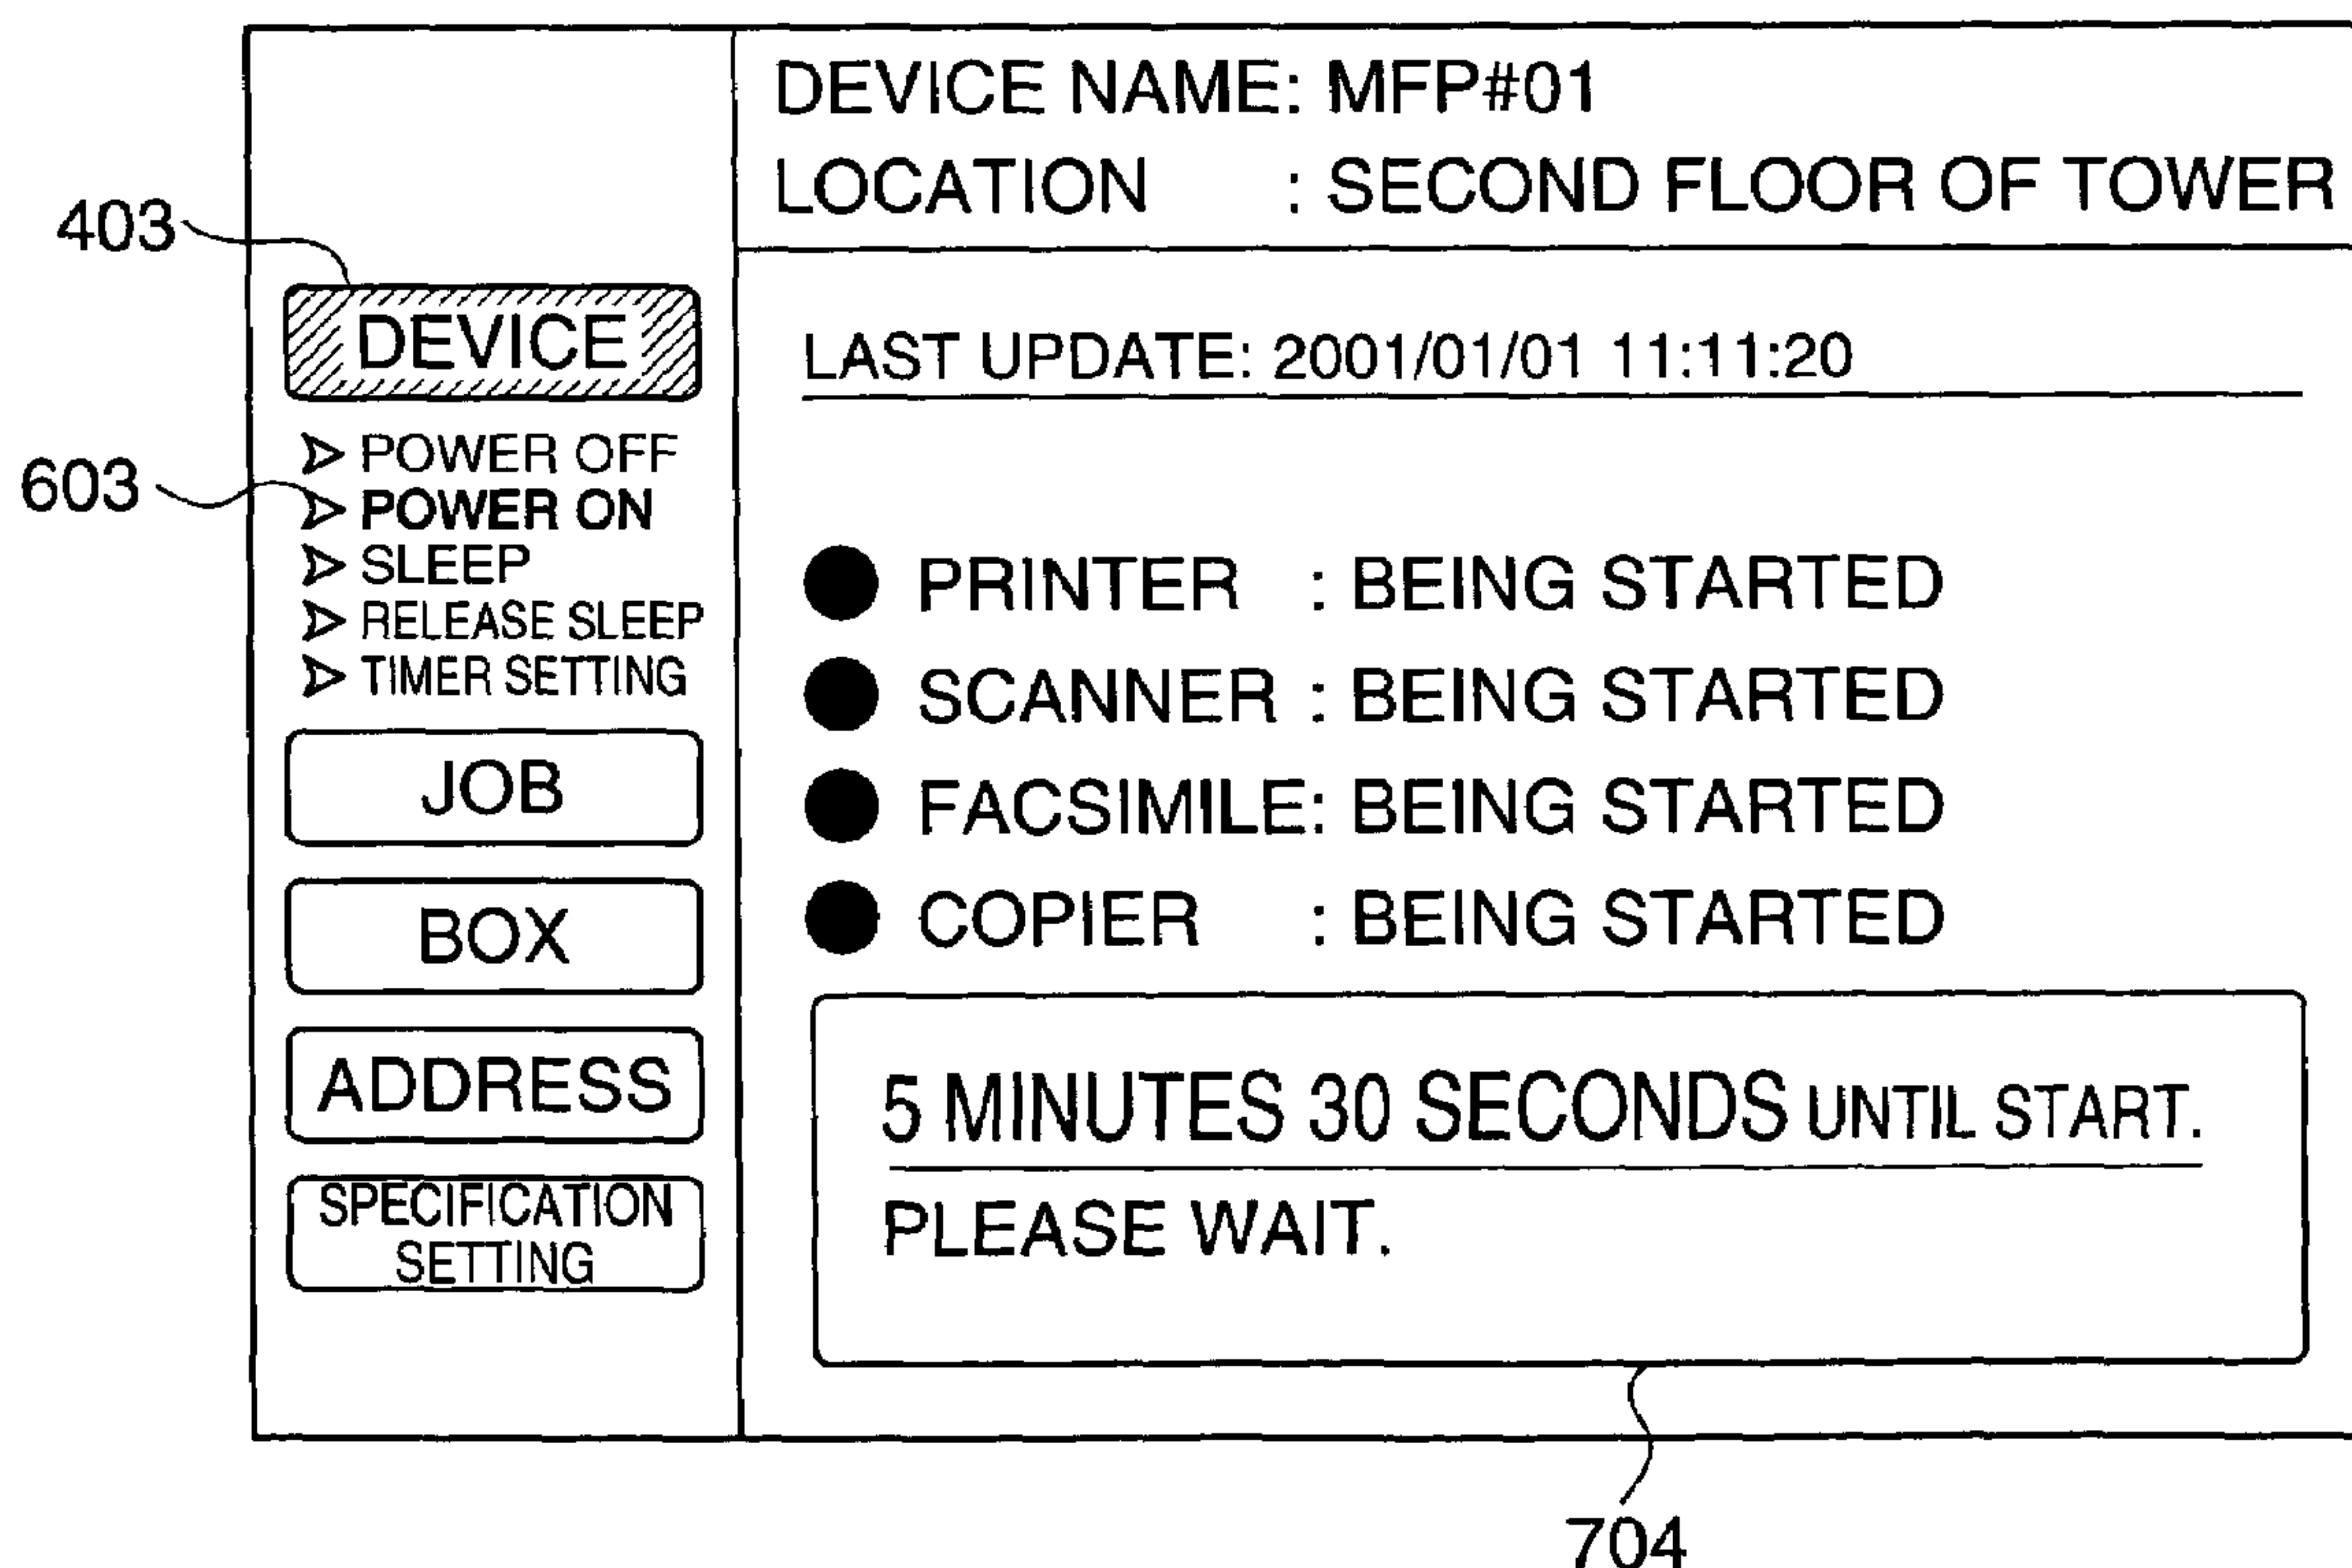 DEVICE NAME: MFP#01
LOCATION : SECOND FLOOR OF TOWER
403
DEVICE
LAST UPDATE: 2001/01/01 11:11:20
603
POWER OFF
POWER ON
SLEEP
RELEASE SLEEP
TIMER SETTING
JOB
BOX
ADDRESS
SPECIFICATION
SETTING
PRINTER : BEING STARTED
SCANNER : BEING STARTED
FACSIMILE: BEING STARTED
COPIER : BEING STARTED
5 MINUTES 30 SECONDS UNTIL START.
PLEASE WAIT.
704